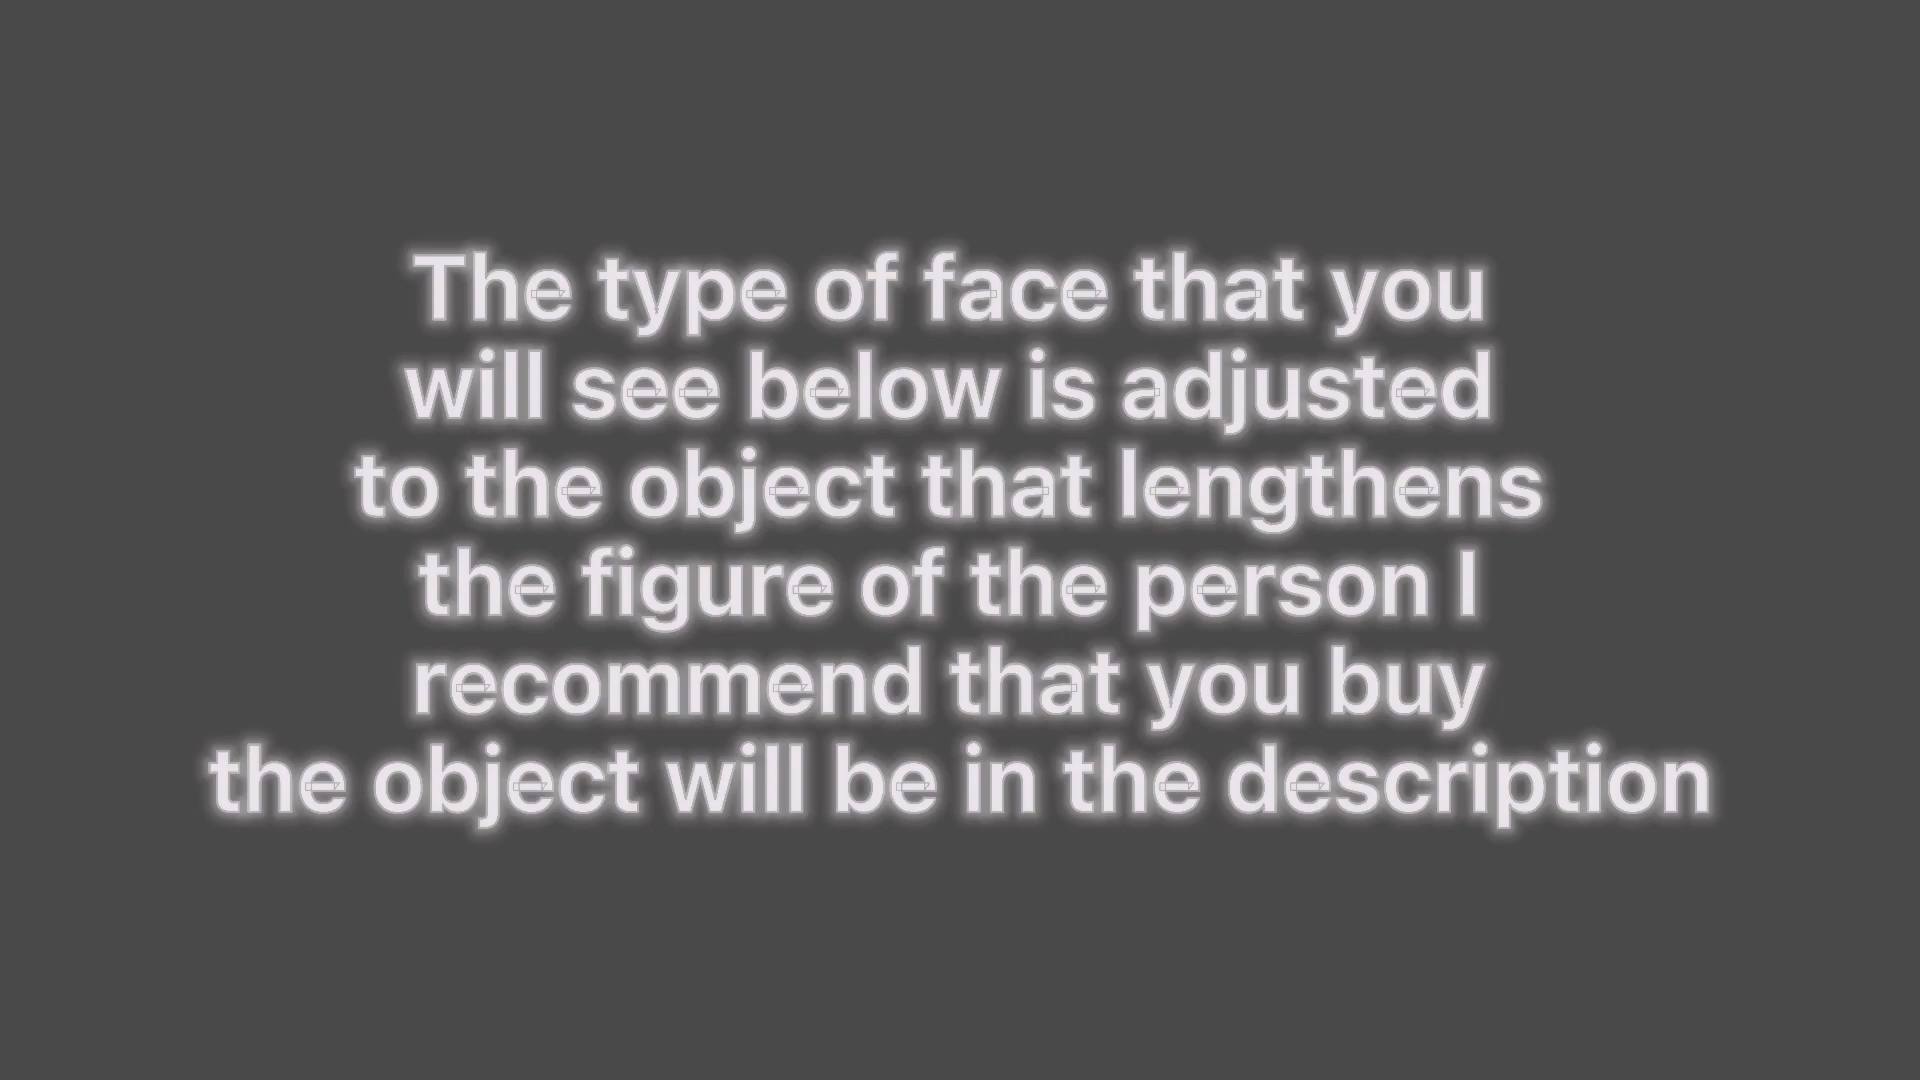 The type of face that you
will see below is adjusted
to the object that lengthens
the figure of the person I
recommend that you buy
the object will be in the description